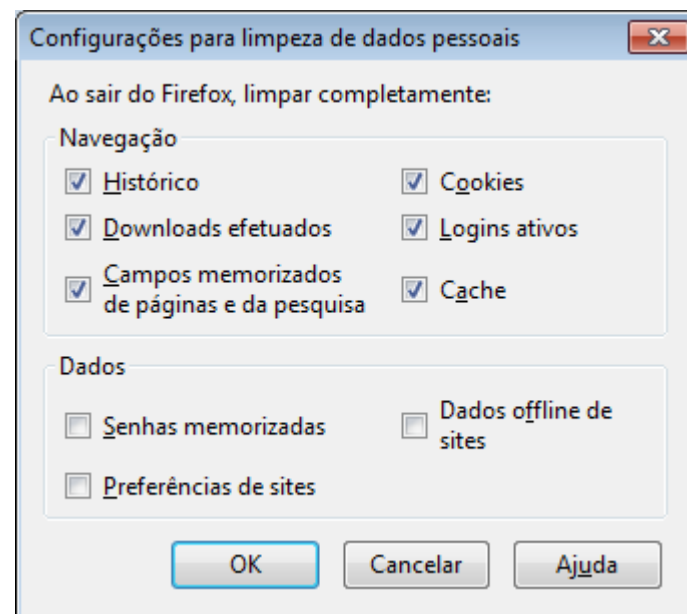 Configurações para limpeza de dados pessoais
Ao sair do Firefox, limpar completamente:
Navegação
Histórico
Cookies
Downloads efetuados
Logins ativos
Campos memorizados
de páginas e da pesquisa
Cache
Dados
Senhas memorizadas
Dados offline de
sites
Preferências de sites
OK
Cancelar
Ajuda